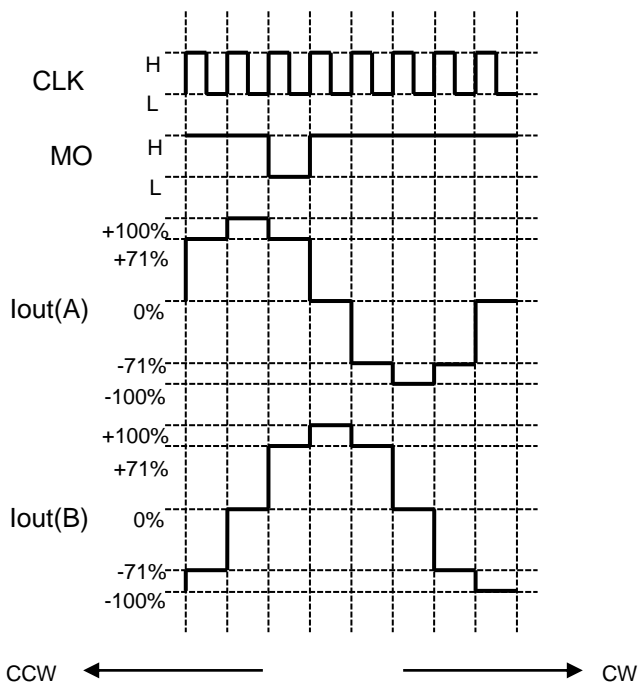 CLK
H
L
MO
H
L
Iout(A)
+100%
+71%
0%
-71%
-100%
Iout(B)
+100%
+71%
0%
-71%
-100%
CCW
CW